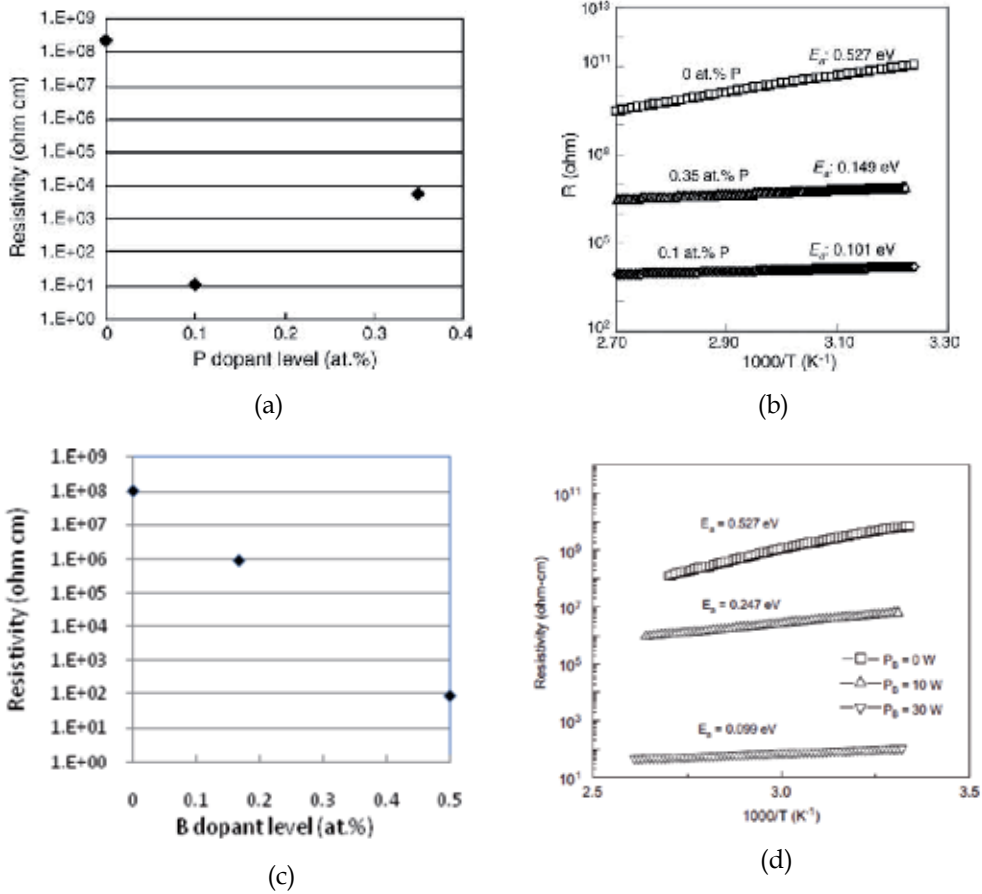 1.E+09
1.E+08
1.E+07
1.E+06
1.E+05
1.E+04
1.E+03
1.E+02
1.E+01
1.E+00
Resistivity (ohm cm)
0 0.1 0.2 0.3 0.4
P dopant level (at.%)
(a)
10¹³
10¹¹
10⁸
10⁵
10²
R (ohm)
0 at.% P
Eₐ: 0.527 eV
0.35 at.% P
Eₐ: 0.149 eV
0.1 at.% P
Eₐ: 0.101 eV
2.70 2.90 3.10 3.30
1000/T (K⁻¹)
(b)
1.E+09
1.E+08
1.E+07
1.E+06
1.E+05
1.E+04
1.E+03
1.E+02
1.E+01
1.E+00
Resistivity (ohm cm)
0 0.1 0.2 0.3 0.4 0.5
B dopant level (at.%)
(c)
10¹¹
10⁹
10⁷
10⁵
10³
10¹
Resistivity (ohm-cm)
Eₐ = 0.527 eV
Eₐ = 0.247 eV
Eₐ = 0.099 eV
P_B = 0 W
P_B = 10 W
P_B = 30 W
2.5 3.0 3.5
1000/T (K⁻¹)
(d)